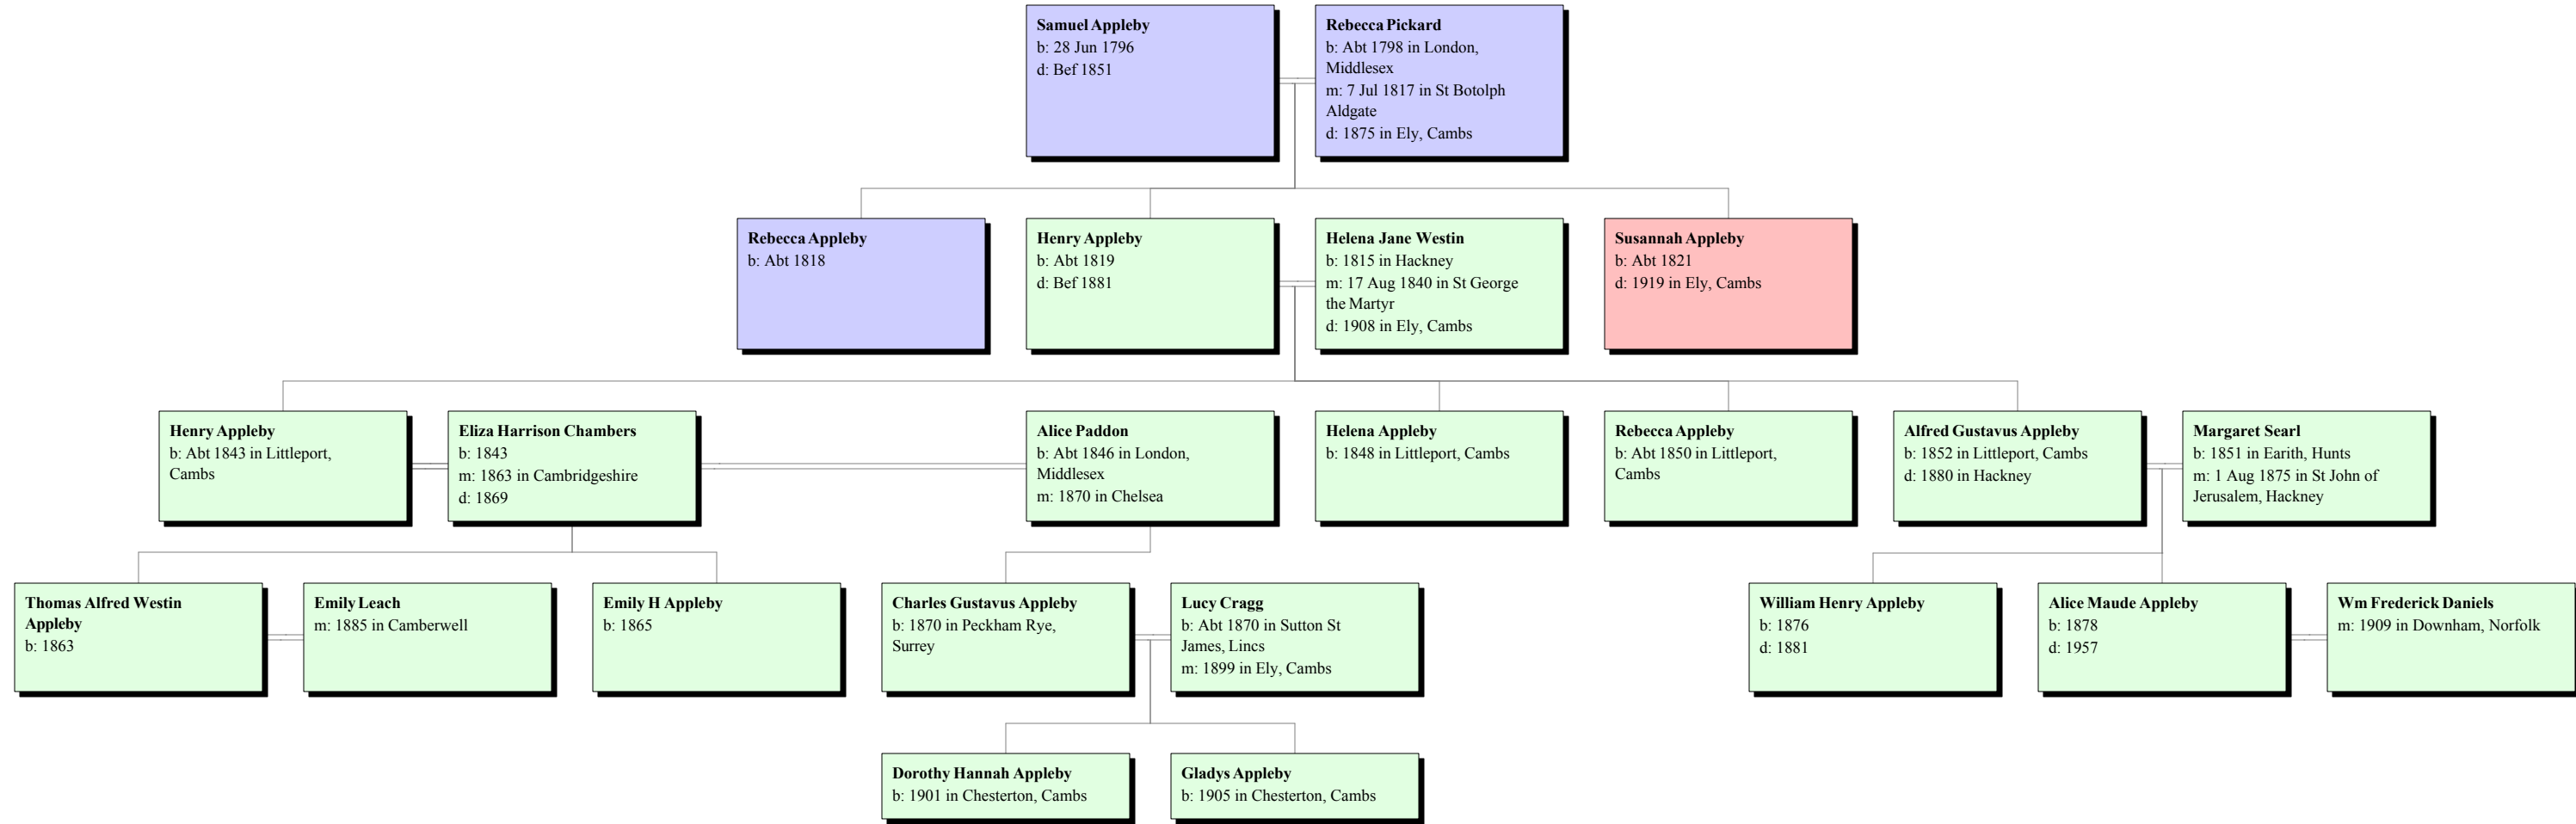 Samuel Appleby
b: 28 Jun 1796
d: Bef 1851
Rebecca Pickard
b: Abt 1798 in London,
Middlesex
m: 7 Jul 1817 in St Botolph
Aldgate
d: 1875 in Ely, Cambs
Rebecca Appleby
b: Abt 1818
Henry Appleby
b: Abt 1819
d: Bef 1881
Helena Jane Westin
b: 1815 in Hackney
m: 17 Aug 1840 in St George
the Martyr
d: 1908 in Ely, Cambs
Susannah Appleby
b: Abt 1821
d: 1919 in Ely, Cambs
Henry Appleby
b: Abt 1843 in Littleport,
Cambs
Eliza Harrison Chambers
b: 1843
m: 1863 in Cambridgeshire
d: 1869
Alice Paddon
b: Abt 1846 in London,
Middlesex
m: 1870 in Chelsea
Helena Appleby
b: 1848 in Littleport, Cambs
Rebecca Appleby
b: Abt 1850 in Littleport,
Cambs
Alfred Gustavus Appleby
b: 1852 in Littleport, Cambs
d: 1880 in Hackney
Margaret Searl
b: 1851 in Earith, Hunts
m: 1 Aug 1875 in St John of
Jerusalem, Hackney
Thomas Alfred Westin
Appleby
b: 1863
Emily Leach
m: 1885 in Camberwell
Emily H Appleby
b: 1865
Charles Gustavus Appleby
b: 1870 in Peckham Rye,
Surrey
Lucy Cragg
b: Abt 1870 in Sutton St
James, Lincs
m: 1899 in Ely, Cambs
William Henry Appleby
b: 1876
d: 1881
Alice Maude Appleby
b: 1878
d: 1957
Wm Frederick Daniels
m: 1909 in Downham, Norfolk
Dorothy Hannah Appleby
b: 1901 in Chesterton, Cambs
Gladys Appleby
b: 1905 in Chesterton, Cambs